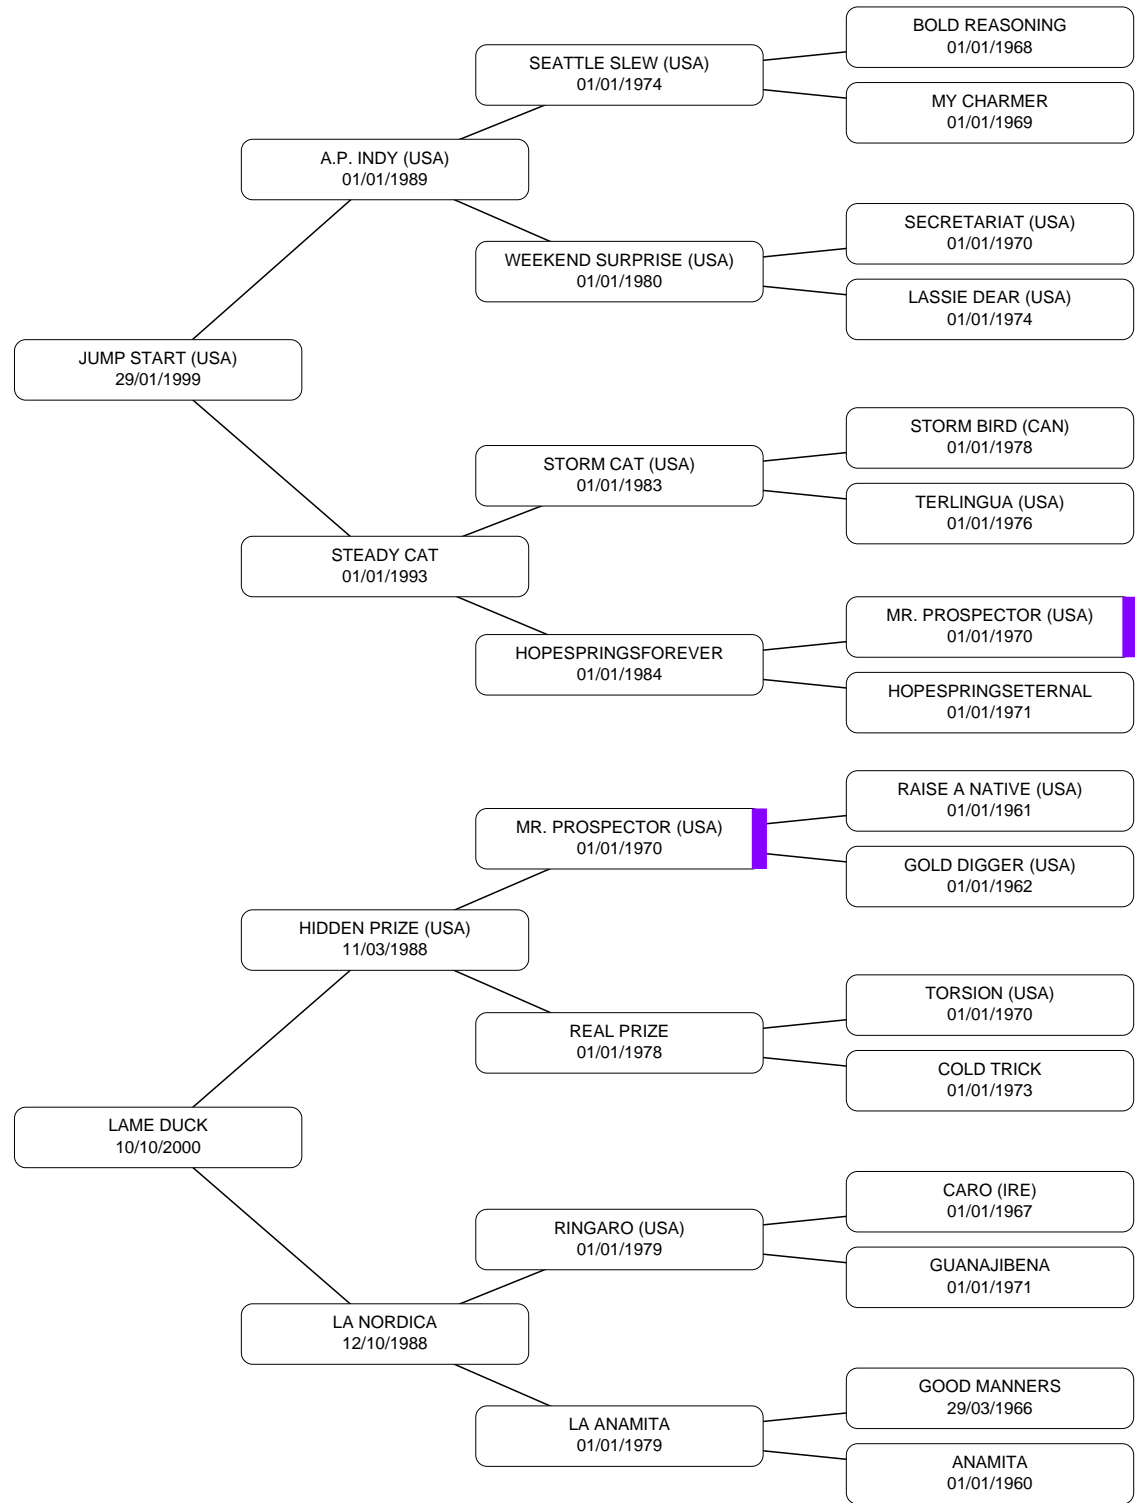 BOLD REASONING
01/01/1968
SEATTLE SLEW (USA)
01/01/1974
MY CHARMER
01/01/1969
A.P. INDY (USA)
01/01/1989
SECRETARIAT (USA)
01/01/1970
WEEKEND SURPRISE (USA)
01/01/1980
LASSIE DEAR (USA)
01/01/1974
JUMP START (USA)
29/01/1999
STORM BIRD (CAN)
01/01/1978
STORM CAT (USA)
01/01/1983
TERLINGUA (USA)
01/01/1976
STEADY CAT
01/01/1993
MR. PROSPECTOR (USA)
01/01/1970
HOPESPRINGSFOREVER
01/01/1984
HOPESPRINGSETERNAL
01/01/1971
RAISE A NATIVE (USA)
01/01/1961
MR. PROSPECTOR (USA)
01/01/1970
GOLD DIGGER (USA)
01/01/1962
HIDDEN PRIZE (USA)
11/03/1988
TORSION (USA)
01/01/1970
REAL PRIZE
01/01/1978
COLD TRICK
01/01/1973
LAME DUCK
10/10/2000
CARO (IRE)
01/01/1967
RINGARO (USA)
01/01/1979
GUANAJIBENA
01/01/1971
LA NORDICA
12/10/1988
GOOD MANNERS
29/03/1966
LA ANAMITA
01/01/1979
ANAMITA
01/01/1960